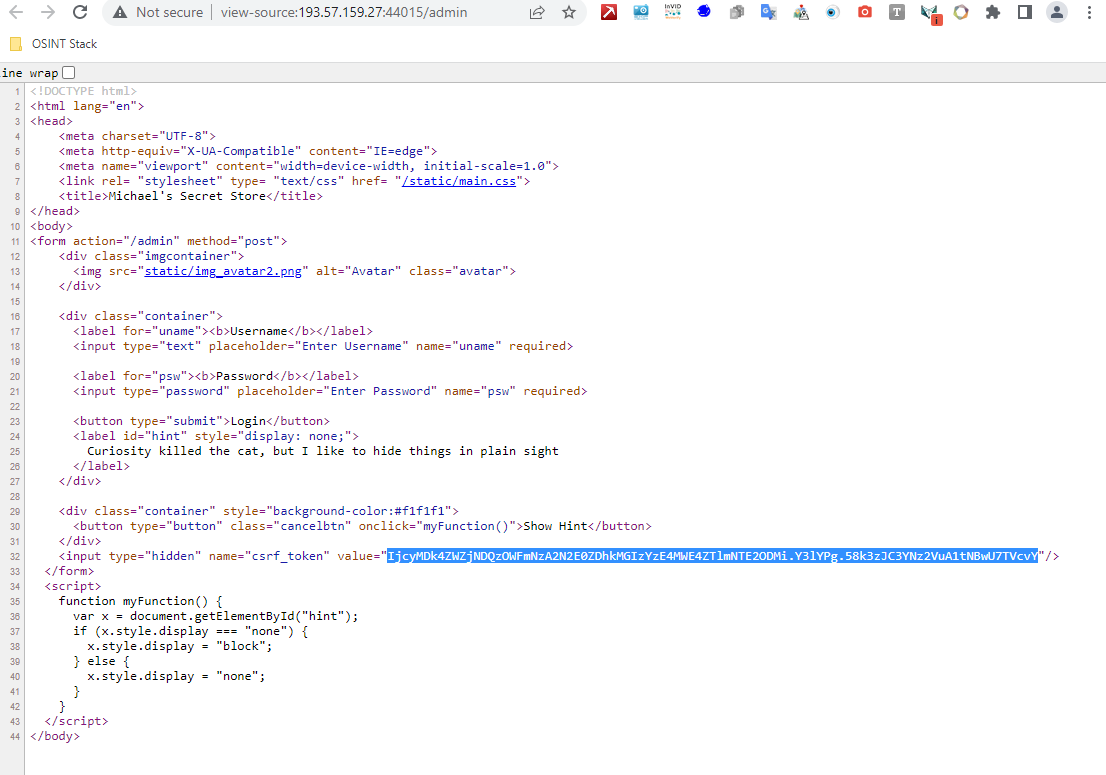 Not secure | view-source:193.57.159.27:44015/admin
InVID
T
OSINT Stack
ine wrap
1 <!DOCTYPE html>
2 <html lang="en">
3 <head>
4     <meta charset="UTF-8">
5     <meta http-equiv="X-UA-Compatible" content="IE=edge">
6     <meta name="viewport" content="width=device-width, initial-scale=1.0">
7     <link rel= "stylesheet" type= "text/css" href= "/static/main.css">
8     <title>Michael's Secret Store</title>
9 </head>
10 <body>
11 <form action="/admin" method="post">
12     <div class="imgcontainer">
13       <img src="static/img_avatar2.png" alt="Avatar" class="avatar">
14     </div>
15
16     <div class="container">
17       <label for="uname"><b>Username</b></label>
18       <input type="text" placeholder="Enter Username" name="uname" required>
19
20       <label for="psw"><b>Password</b></label>
21       <input type="password" placeholder="Enter Password" name="psw" required>
22
23       <button type="submit">Login</button>
24       <label id="hint" style="display: none;">
25         Curiosity killed the cat, but I like to hide things in plain sight
26       </label>
27     </div>
28
29     <div class="container" style="background-color:#f1f1f1">
30       <button type="button" class="cancelbtn" onclick="myFunction()">Show Hint</button>
31     </div>
32     <input type="hidden" name="csrf_token" value="IjcyMDk4ZWZjNDQzOWFmNzA2N2E0ZDhkMGIzYzE4MWE4ZTlmNTE2ODMi.Y3lYPg.58k3zJC3YNz2VuA1tNBwU7TVcvY"/>
33   </form>
34   <script>
35     function myFunction() {
36       var x = document.getElementById("hint");
37       if (x.style.display === "none") {
38         x.style.display = "block";
39       } else {
40         x.style.display = "none";
41       }
42     }
43   </script>
44 </body>